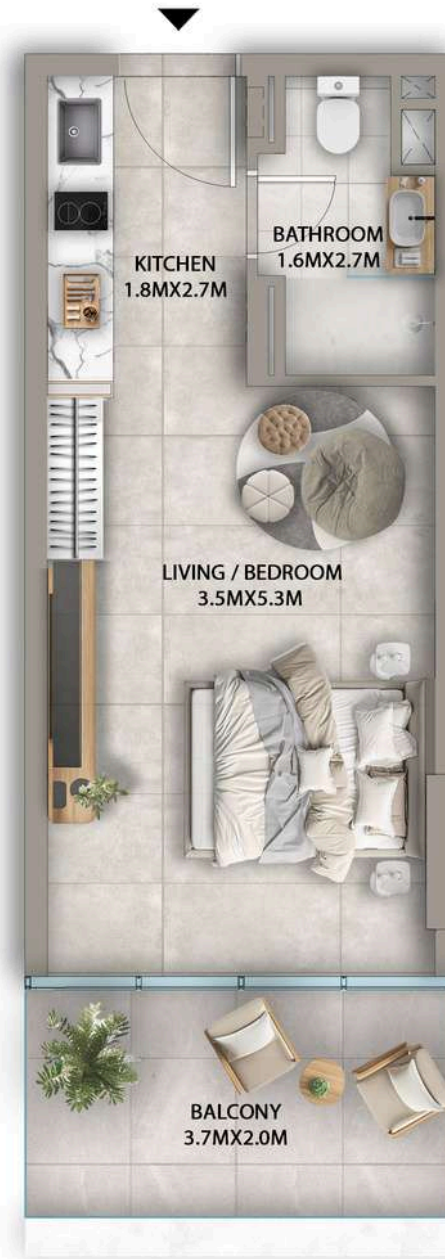 KITCHEN
1.8MX2.7M
BATHROOM
1.6MX2.7M
LIVING / BEDROOM
3.5MX5.3M
BALCONY
3.7MX2.0M